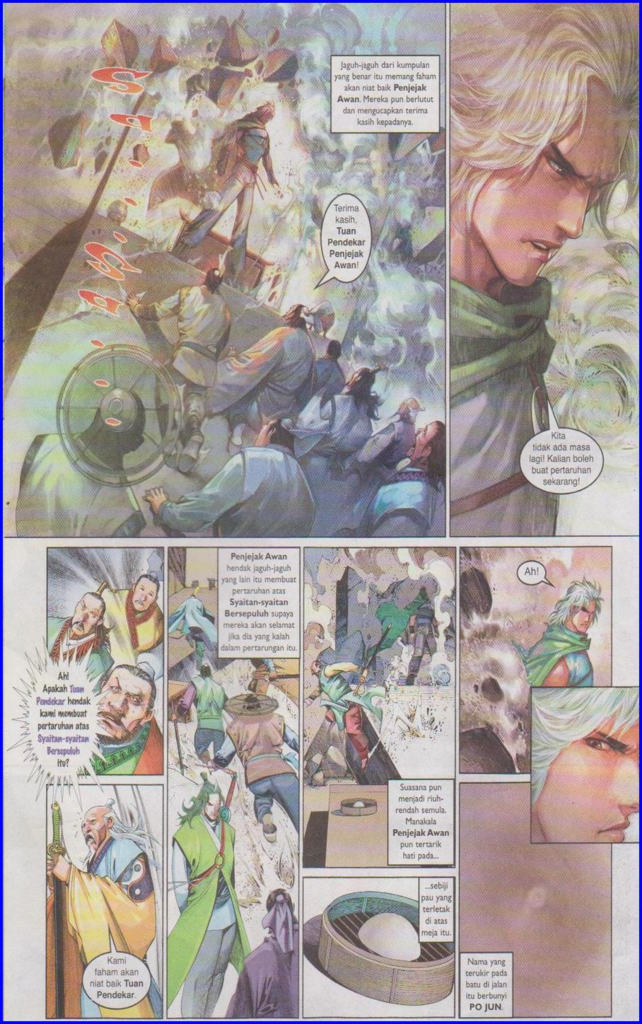 Jaguh-jaguh dari kumpulan
yang benar itu memang faham
akan niat baik Penjejak
Awan. Mereka pun berlutut
dan mengucapkan terima
kasih kepadanya.
Terima
kasih,
Tuan
Pendekar
Penjejak
Awan!
Kita
tidak ada masa
lagi! Kalian boleh
buat pertaruhan
sekarang!
Ah!
Apakah Tuan
Pendekar hendak
kami membuat
pertaruhan atas
Syaitan-syaitan
Bersepuluh
itu?
Kami
faham akan
niat baik Tuan
Pendekar.
Penjejak Awan
hendak jaguh-jaguh
yang lain itu membuat
pertaruhan atas
Syaitan-syaitan
Bersepuluh supaya
mereka akan selamat
jika dia yang kalah
dalam pertarungan itu.
Suasana pun
menjadi riuh-
rendah semula.
Manakala
Penjejak Awan
pun tertarik
hati pada...
...sebiji
pau yang
terletak
di atas
meja itu.
Ah!
Nama yang
terukir pada
batu di jalan
itu berbunyi
PO JUN.